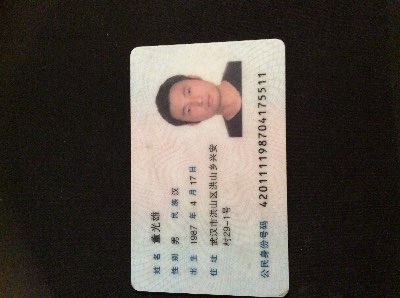 姓名 童光雄
性别 男 民族 汉
出生 1987 年 4 月 17 日
住址 武汉市洪山区洪山乡兴安
村29-1号
公民身份号码 420111198704175511